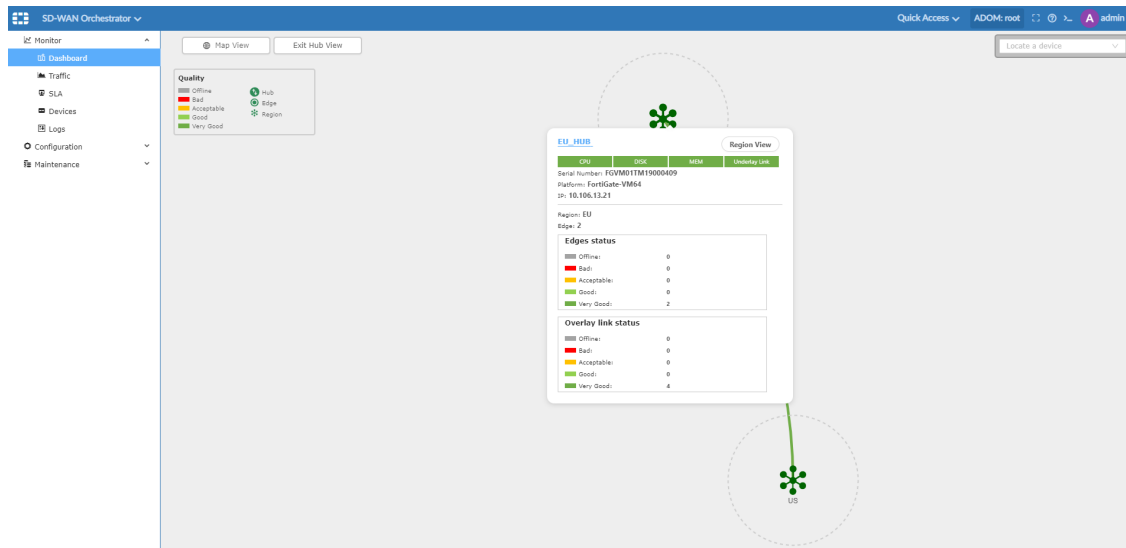 SD-WAN Orchestrator
Quick Access
ADOM: root
A admin
Monitor
Dashboard
Traffic
SLA
Devices
Logs
Configuration
Maintenance
Map View
Exit Hub View
Locate a device
Quality
Offline
Bad
Acceptable
Good
Very Good
Hub
Edge
Region
EU_HUB
Region View
CPU DISK MEM Underlay Link
Serial Number: FGVM01TM19000409
Platform: FortiGate-VM64
IP: 10.106.13.21
Region: EU
Edge: 2
Edges status
Offline: 0
Bad: 0
Acceptable: 0
Good: 0
Very Good: 2
Overlay link status
Offline: 0
Bad: 0
Acceptable: 0
Good: 0
Very Good: 4
US